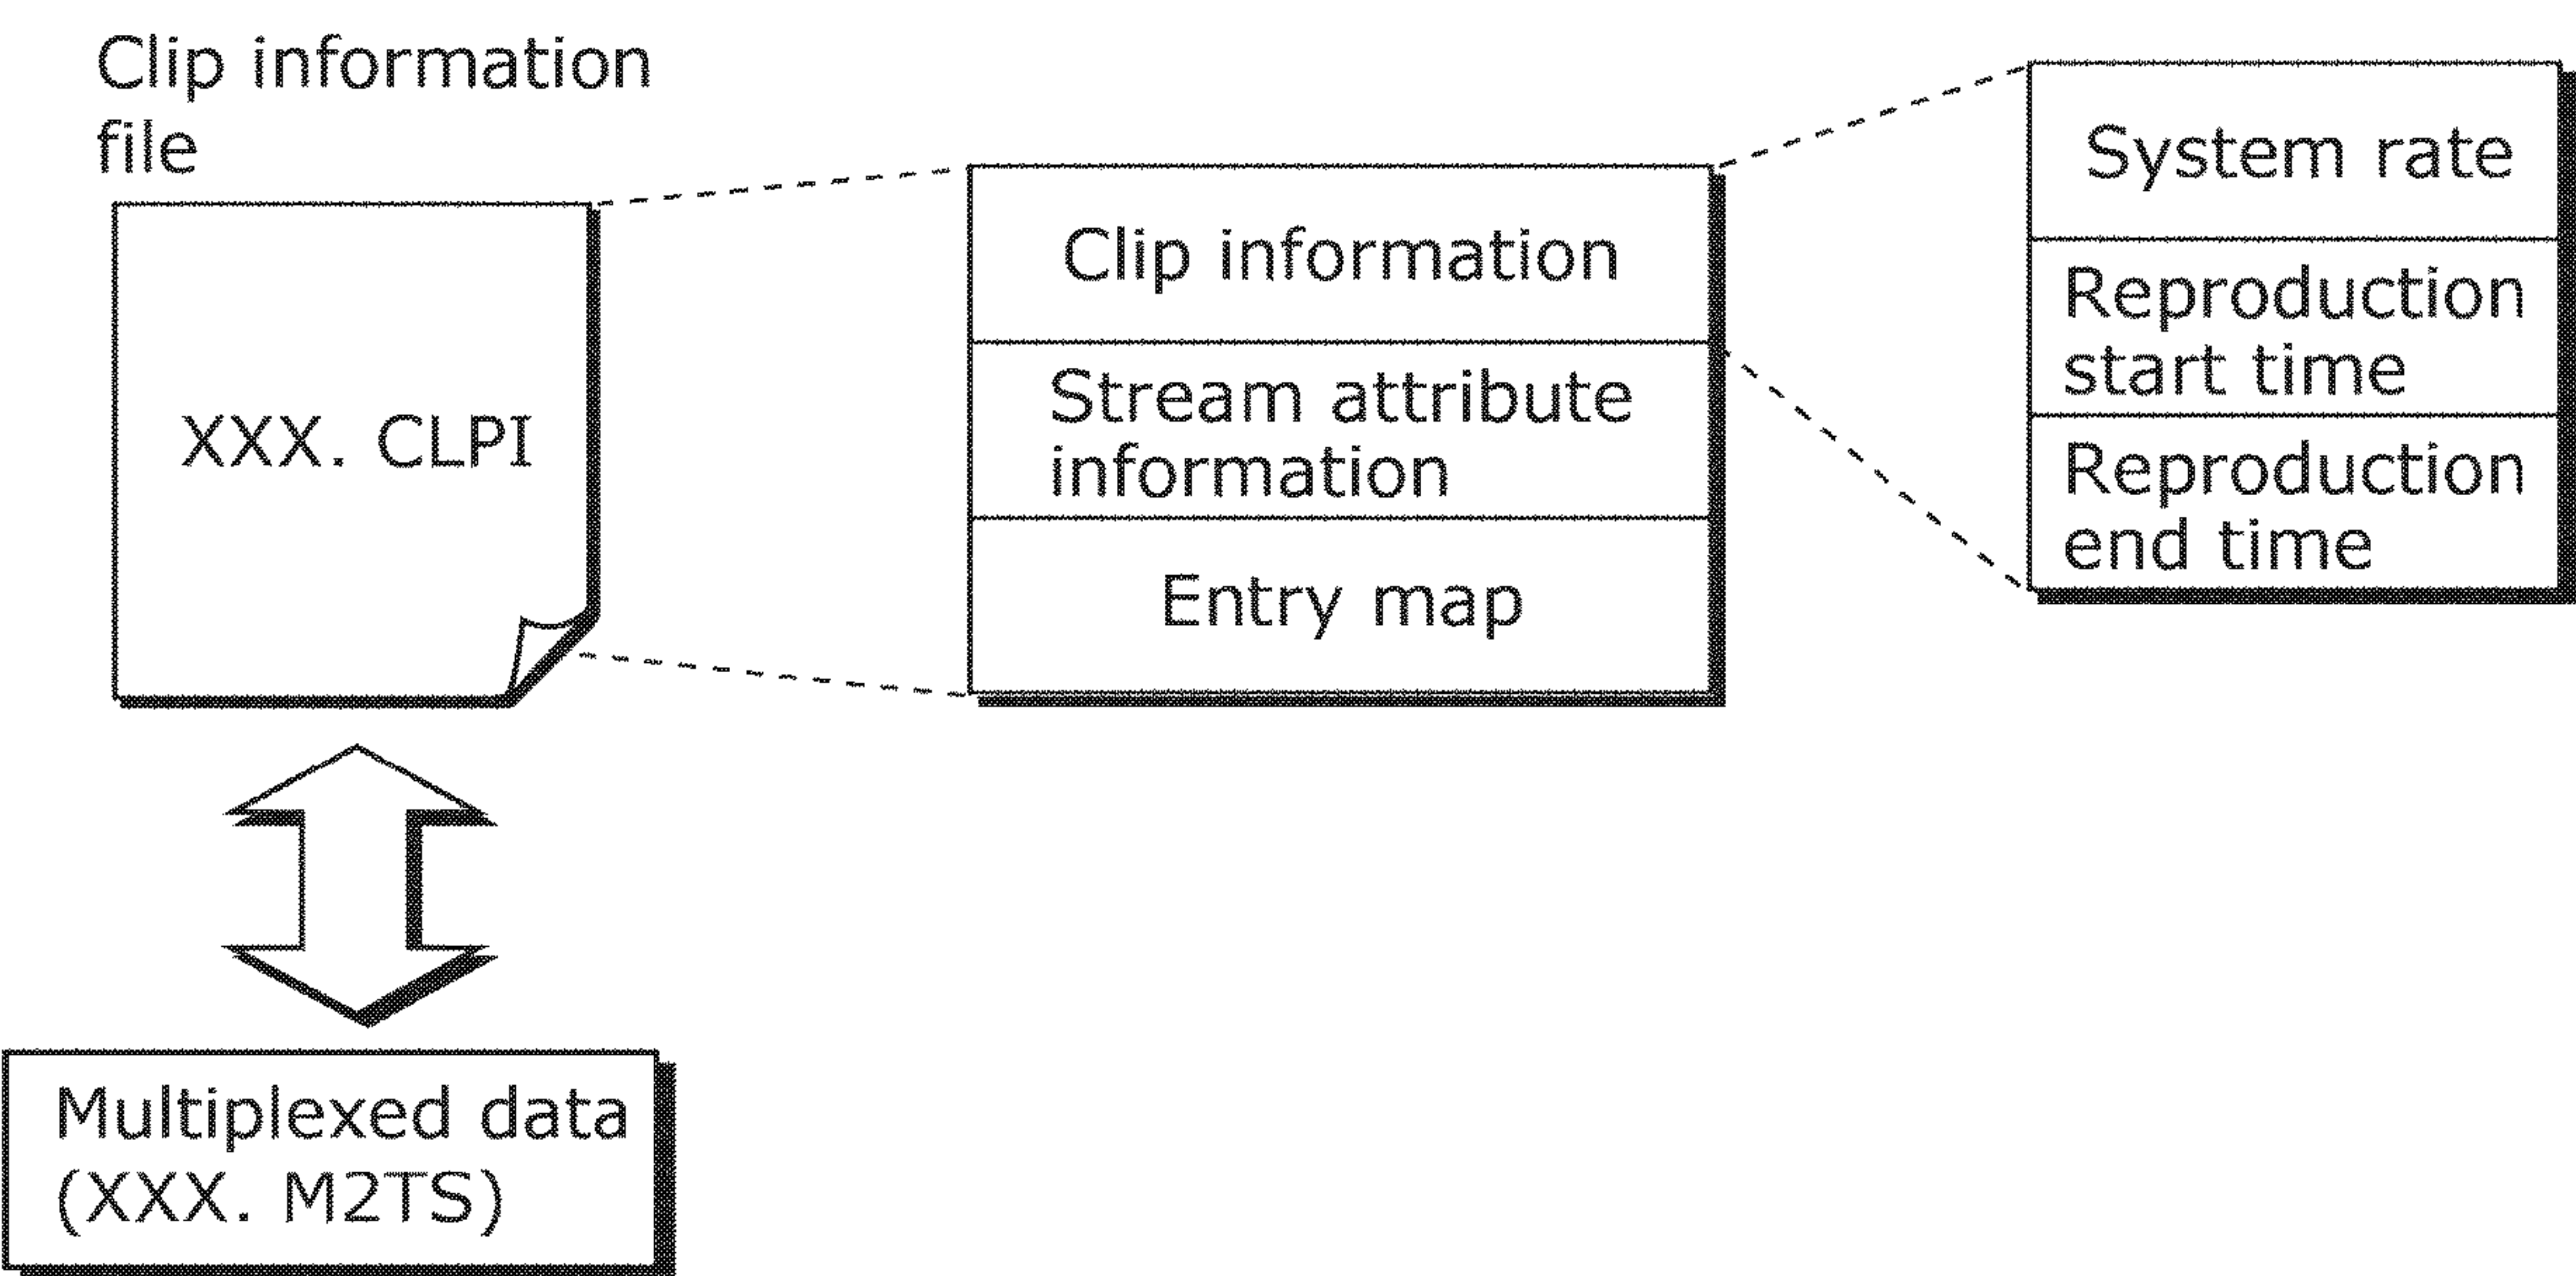 Clip information
file
XXX. CLPI
Clip information
Stream attribute
information
Entry map
System rate
Reproduction
start time
Reproduction
end time
Multiplexed data
(XXX. M2TS)